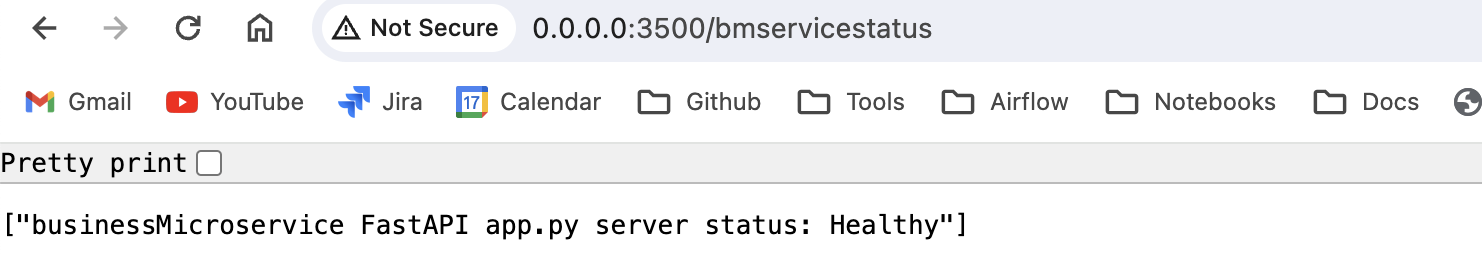 Not Secure 0.0.0.0:3500/bmservicestatus
Gmail YouTube Jira 17 Calendar Github Tools Airflow Notebooks Docs
Pretty print
["businessMicroservice FastAPI app.py server status: Healthy"]